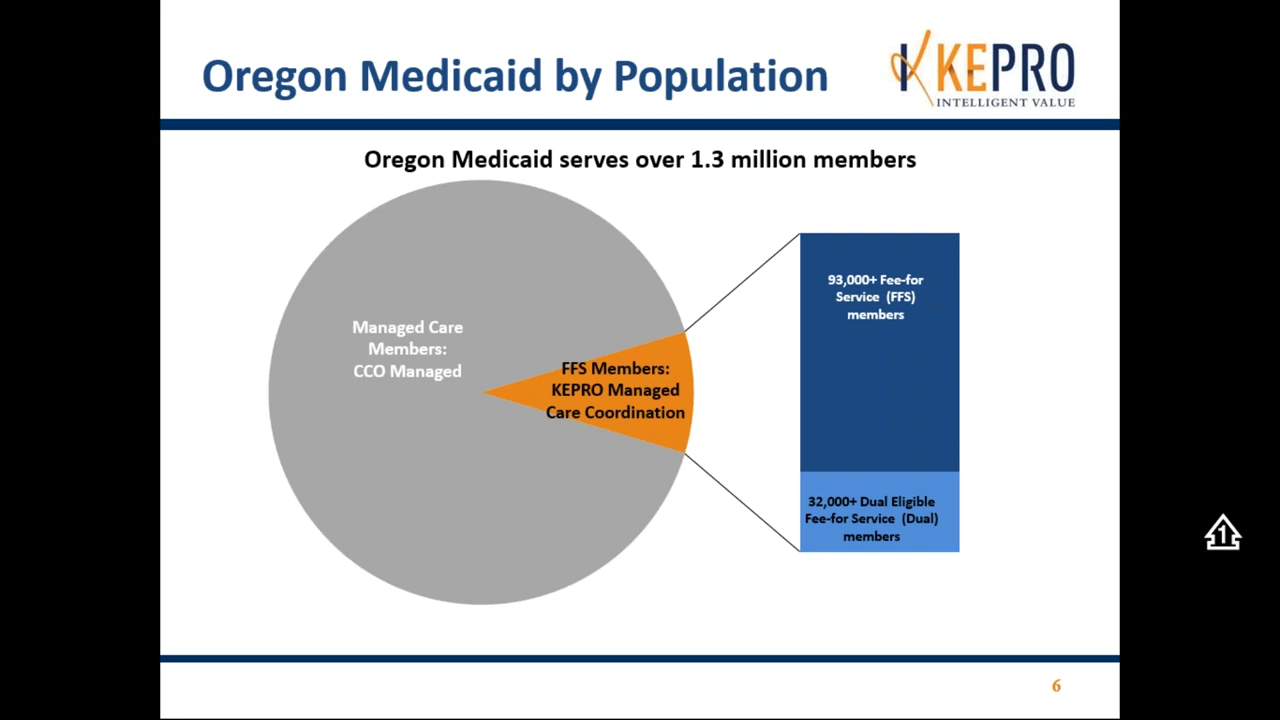 Oregon Medicaid by Population
KEPRO
INTELLIGENT VALUE
Oregon Medicaid serves over 1.3 million members
Managed Care
Members:
CCO Managed
FFS Members:
KEPRO Managed
Care Coordination
93,000+ Fee-for
Service (FFS)
members
32,000+ Dual Eligible
Fee-for Service (Dual)
members
1
6